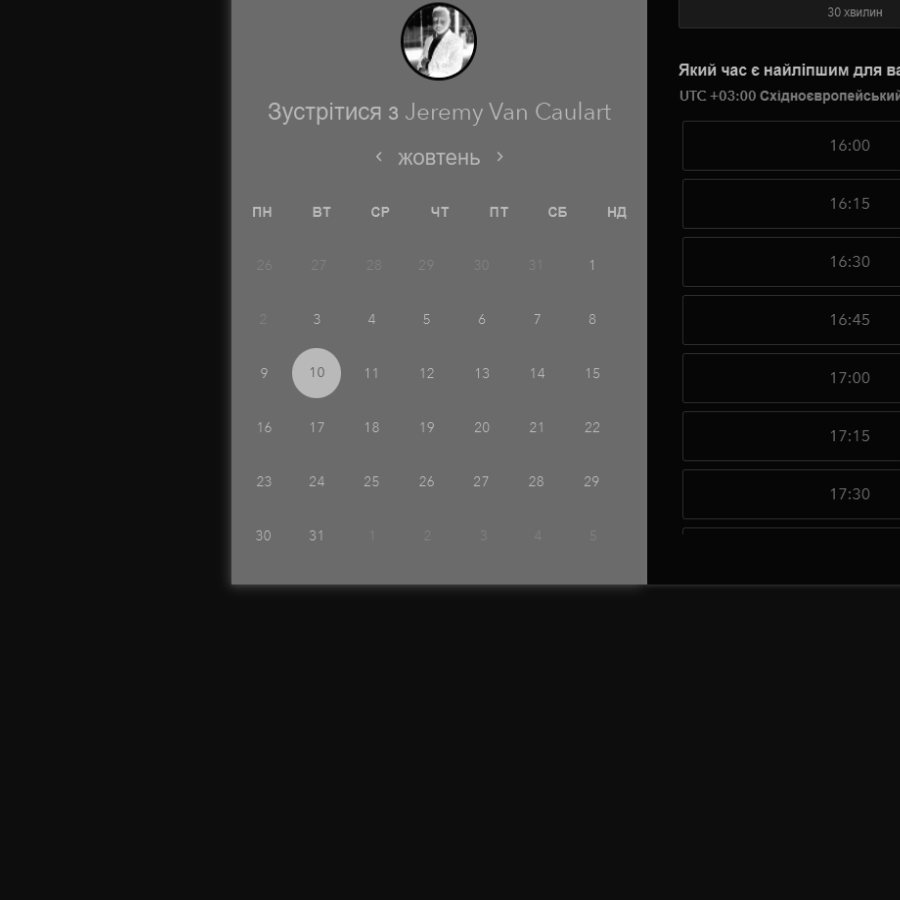 Зустрітися з Jeremy Van Caulart
жовтень
ПН ВТ СР ЧТ ПТ СБ НД
26 27 28 29 30 31 1
2 3 4 5 6 7 8
9 10 11 12 13 14 15
16 17 18 19 20 21 22
23 24 25 26 27 28 29
30 31 1 2 3 4 5
30 хвилин
Який час є найліпшим для
UTC +03:00 Східноєвропейський
16:00
16:15
16:30
16:45
17:00
17:15
17:30